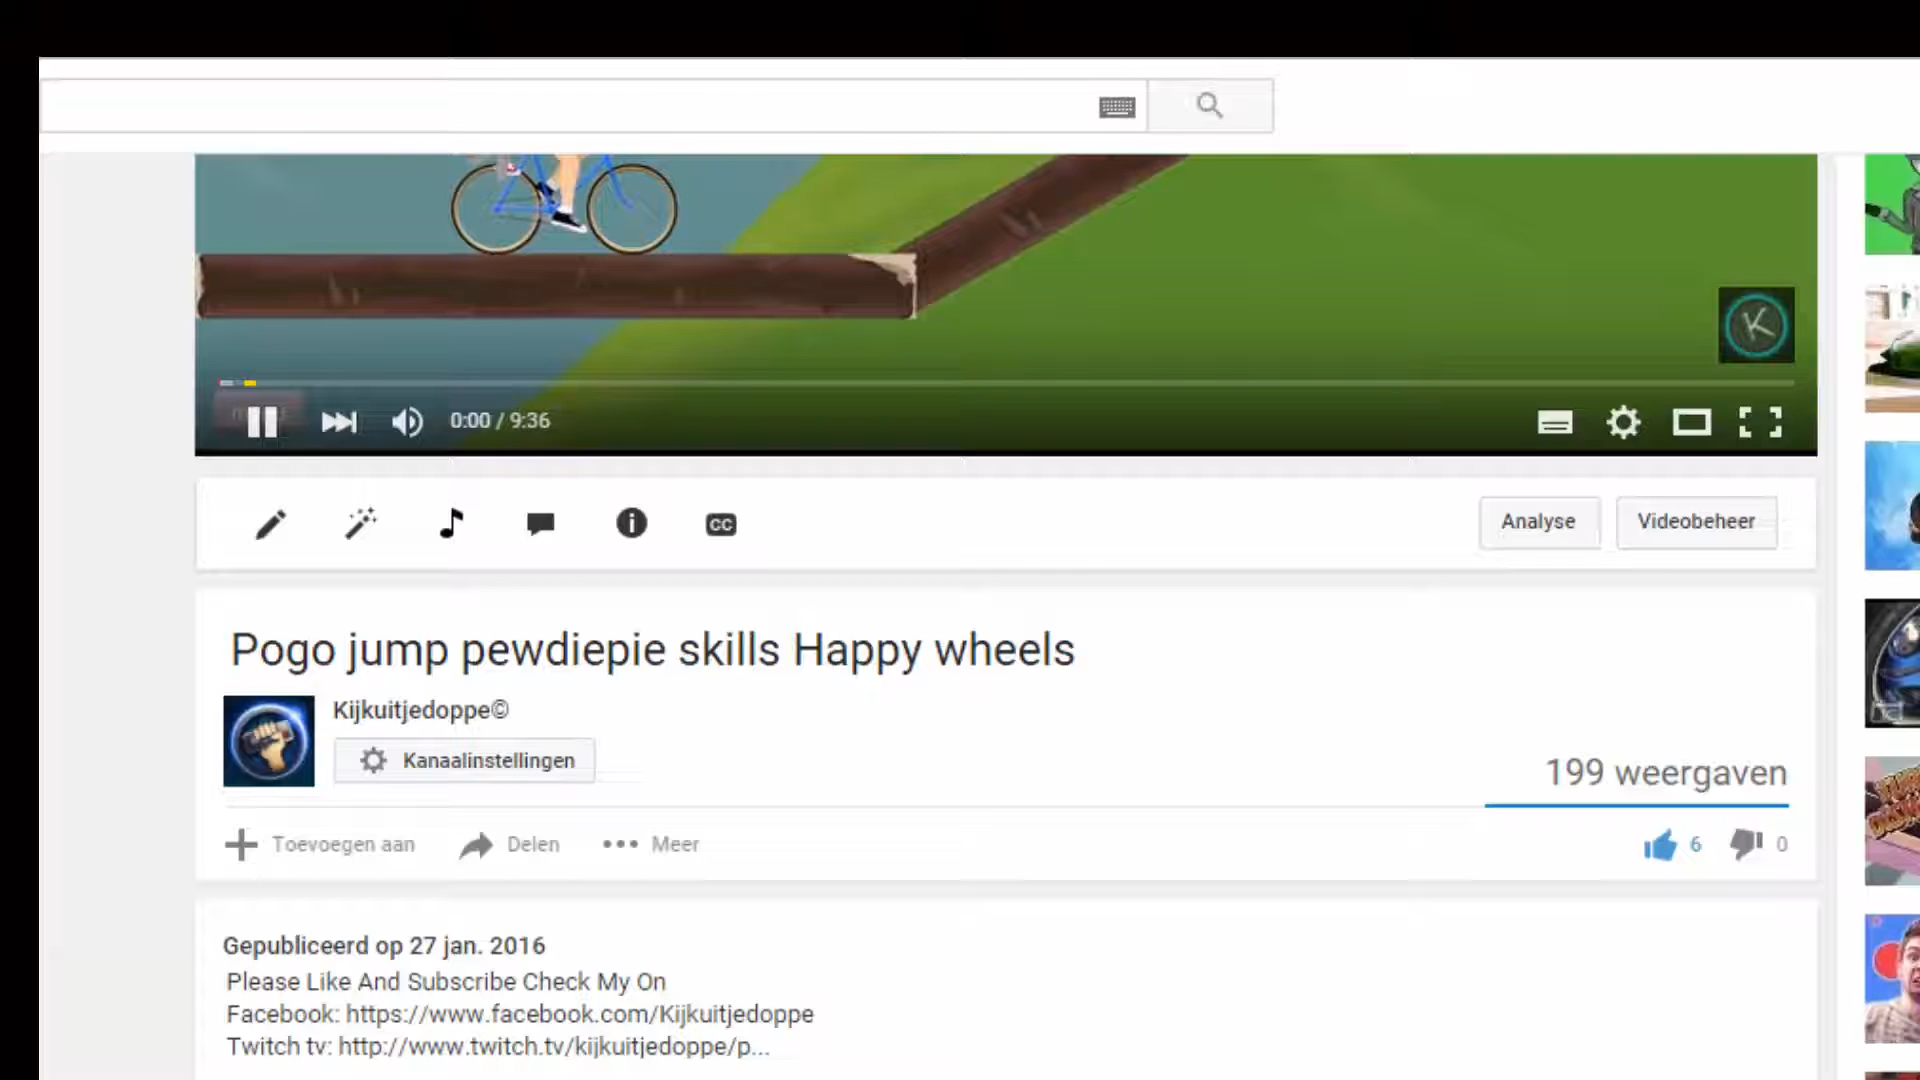 0:00 / 9:36
CC
Analyse
Videobeheer
Pogo jump pewdiepie skills Happy wheels
Kijkuitjedoppe©
Kanaalinstellingen
199 weergaven
Toevoegen aan
Delen
Meer
6
0
Gepubliceerd op 27 jan. 2016
Please Like And Subscribe Check My On
Facebook: https://www.facebook.com/Kijkuitjedoppe
Twitch tv: http://www.twitch.tv/kijkuitjedoppe/p...